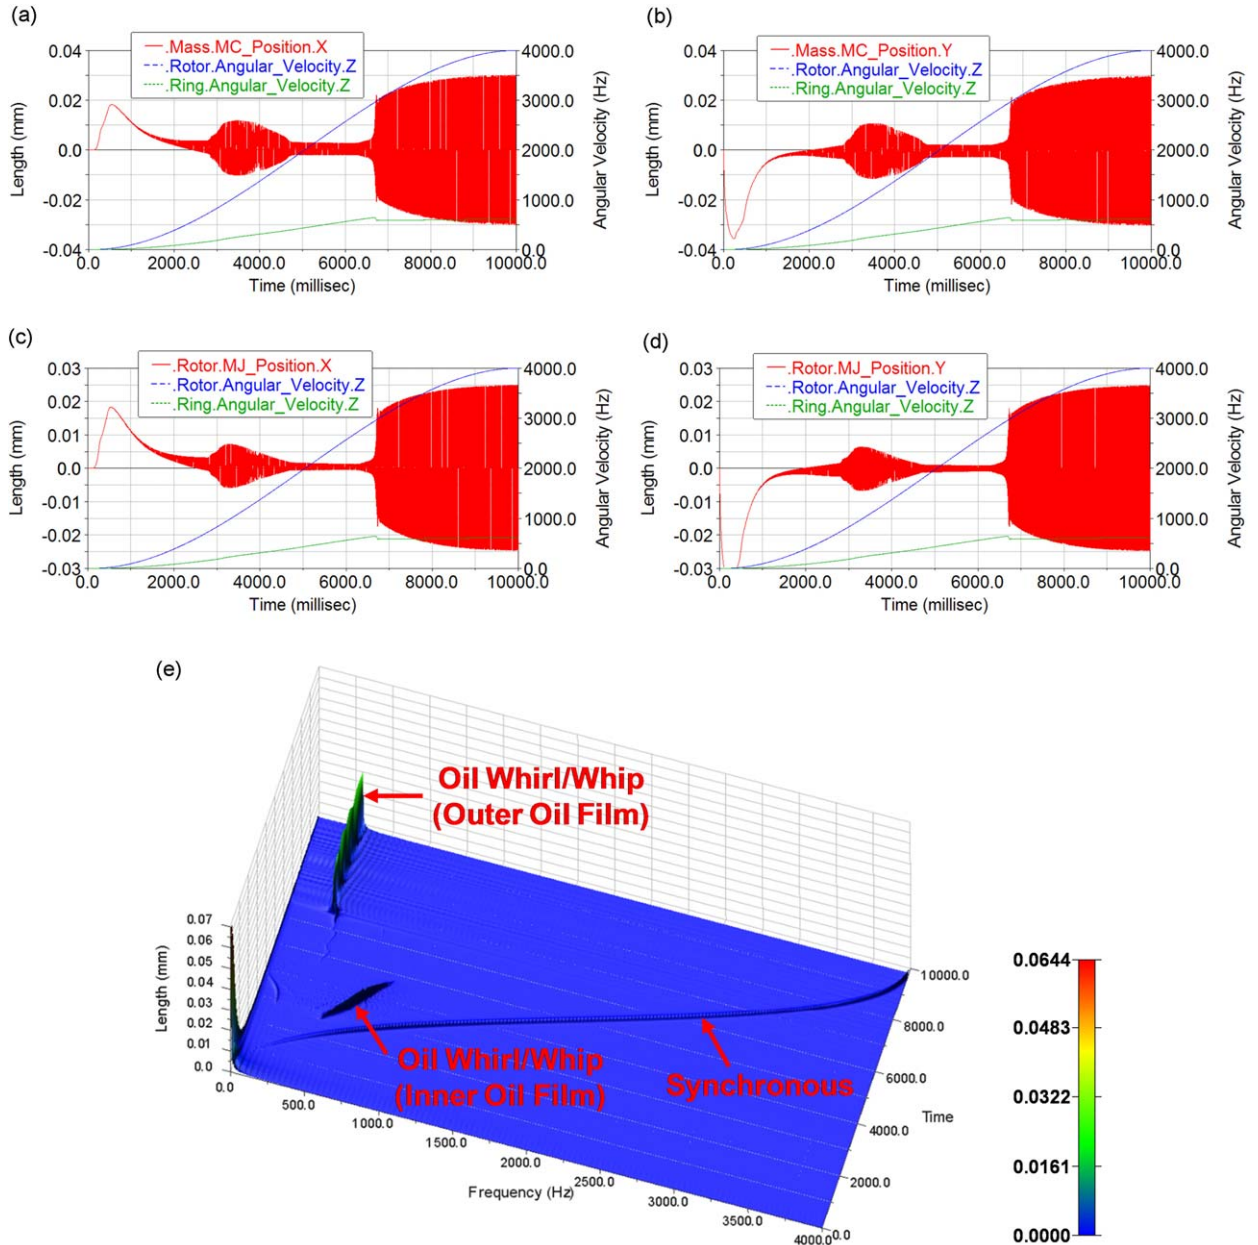 (a)
.Mass.MC_Position.X
.Rotor.Angular_Velocity.Z
.Ring.Angular_Velocity.Z
0.04
0.02
0.0
-0.02
-0.04
Length (mm)
4000.0
3000.0
2000.0
1000.0
0.0
Angular Velocity (Hz)
0.0 2000.0 4000.0 6000.0 8000.0 10000.0
Time (millisec)
(b)
.Mass.MC_Position.Y
.Rotor.Angular_Velocity.Z
.Ring.Angular_Velocity.Z
0.04
0.02
0.0
-0.02
-0.04
Length (mm)
4000.0
3000.0
2000.0
1000.0
0.0
Angular Velocity (Hz)
0.0 2000.0 4000.0 6000.0 8000.0 10000.0
Time (millisec)
(c)
.Rotor.MJ_Position.X
.Rotor.Angular_Velocity.Z
.Ring.Angular_Velocity.Z
0.03
0.02
0.01
0.0
-0.01
-0.02
-0.03
Length (mm)
4000.0
3000.0
2000.0
1000.0
0.0
Angular Velocity (Hz)
0.0 2000.0 4000.0 6000.0 8000.0 10000.0
Time (millisec)
(d)
.Rotor.MJ_Position.Y
.Rotor.Angular_Velocity.Z
.Ring.Angular_Velocity.Z
0.03
0.02
0.01
0.0
-0.01
-0.02
-0.03
Length (mm)
4000.0
3000.0
2000.0
1000.0
0.0
Angular Velocity (Hz)
0.0 2000.0 4000.0 6000.0 8000.0 10000.0
Time (millisec)
(e)
Oil Whirl/Whip
(Outer Oil Film)
Oil Whirl/Whip
(Inner Oil Film)
Synchronous
0.07
0.06
0.05
0.04
0.03
0.02
0.01
0.0
Length (mm)
0.0
500.0
1000.0
1500.0
2000.0
2500.0
3000.0
3500.0
4000.0
Frequency (Hz)
10000.0
8000.0
6000.0
4000.0
2000.0
0.0
Time
0.0644
0.0483
0.0322
0.0161
0.0000